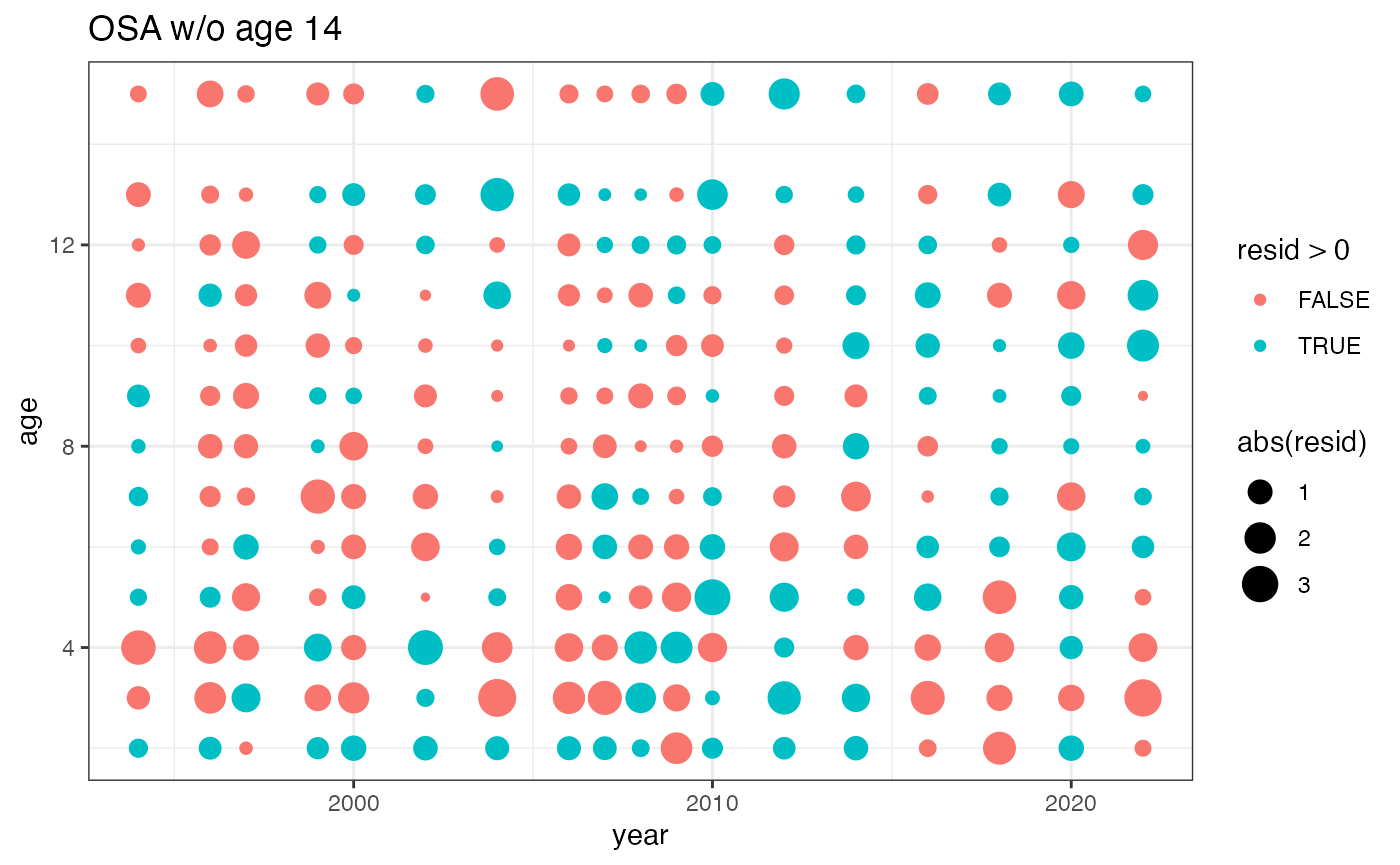 OSA w/o age 14
12
8
4
age
2000
2010
2020
year
resid > 0
FALSE
TRUE
abs(resid)
1
2
3